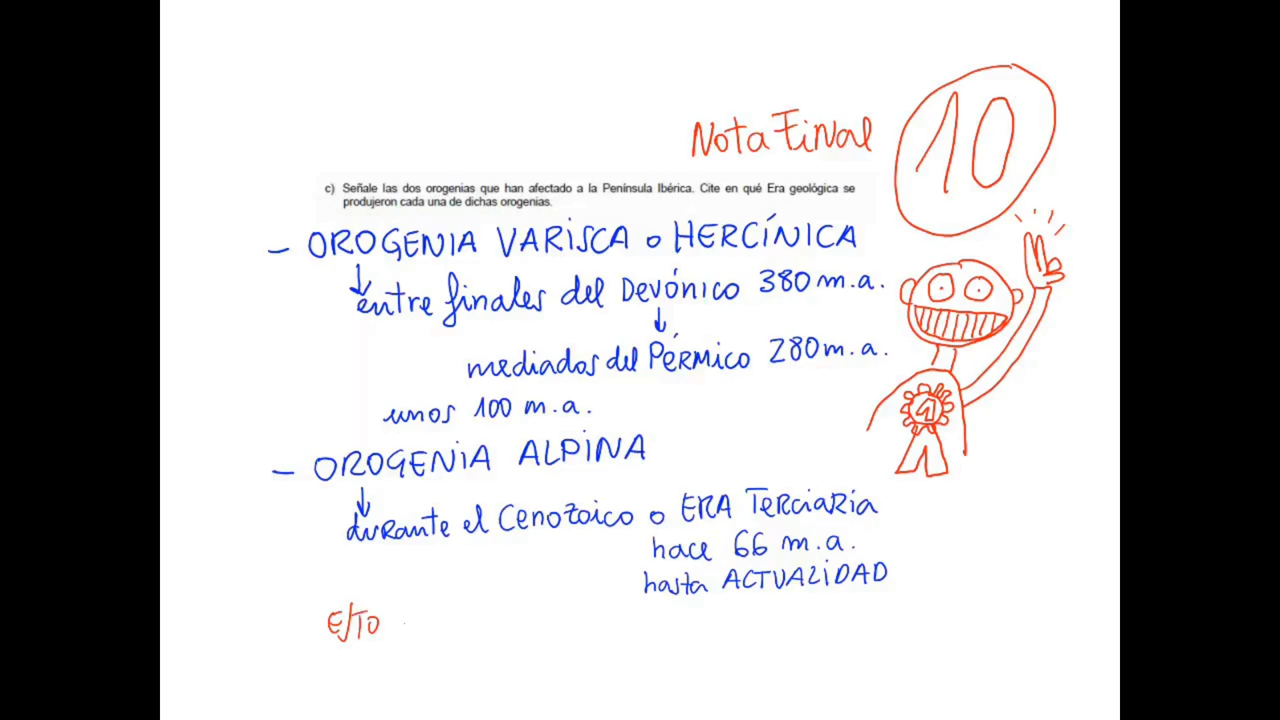 Nota Final 10
c) Señale las dos orogenias que han afectado a la Península Ibérica. Cite en qué Era geológica se
produjeron cada una de dichas orogenias.
- OROGENIA VARISCA o HERCÍNICA
entre finales del Devónico 380 m.a.
mediados del Pérmico 280 m.a.
unos 100 m.a.
1
- OROGENIA ALPINA
durante el Cenozoico o ERA Terciaria
hace 66 m.a.
hasta ACTUALIDAD
ESTO